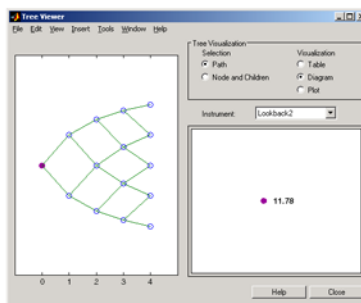 Tree Viewer
File Edit View Insert Tools Window Help
Tree Visualization
Selection
Visualization
Path
Table
Node and Children
Diagram
Plot
Instrument
Lookback2
11.78
0 1 2 3 4
Help Close